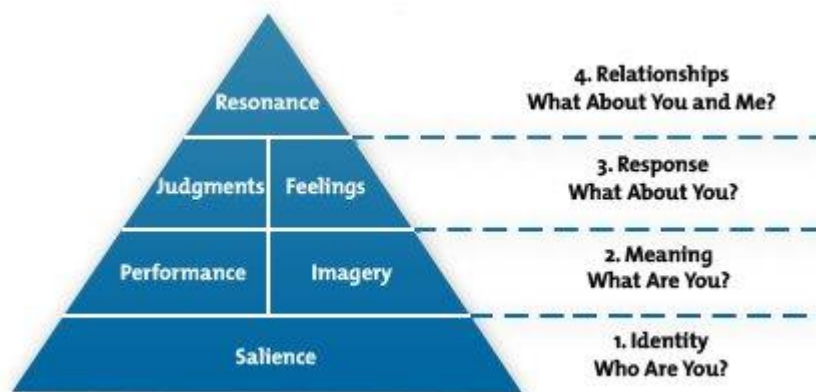 Resonance
4. Relationships
What About You and Me?
Judgments
Feelings
3. Response
What About You?
Performance
Imagery
2. Meaning
What Are You?
Salience
1. Identity
Who Are You?